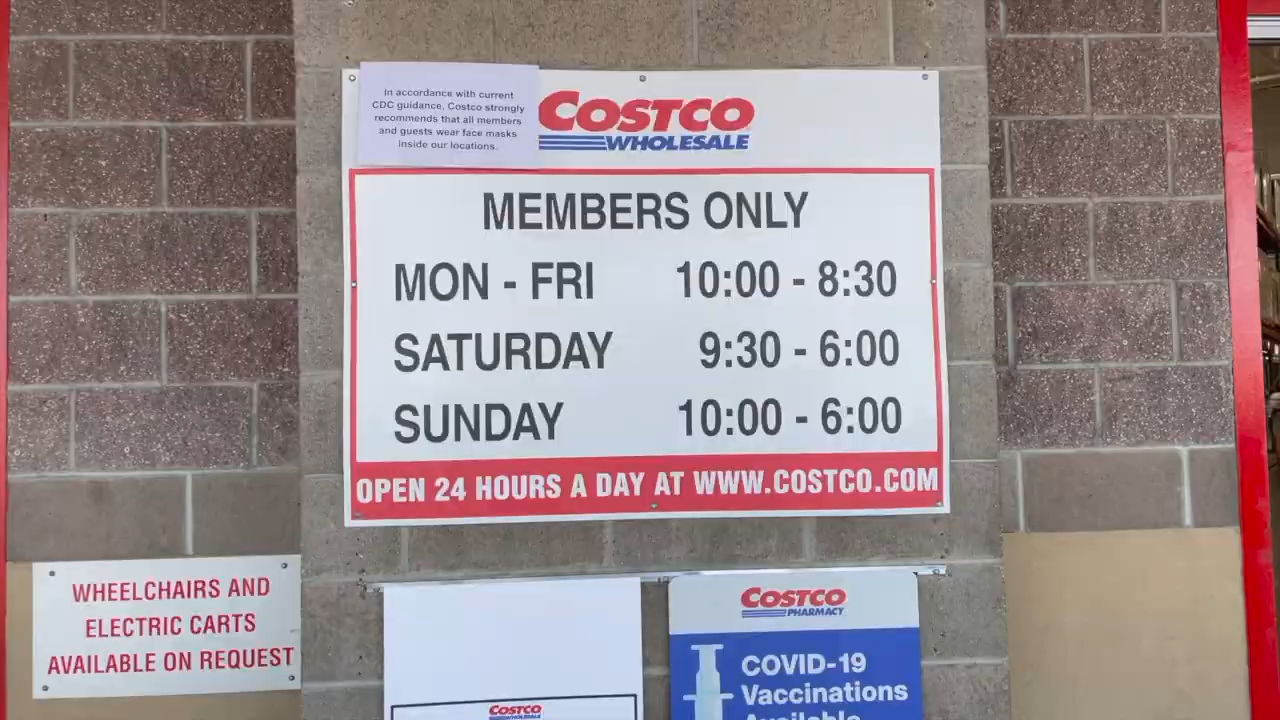 In accordance with current
CDC guidance, Costco strongly
recommends that all members
and guests wear face masks
inside our locations.
COSTCO
WHOLESALE
MEMBERS ONLY
MON - FRI 10:00 - 8:30
SATURDAY 9:30 - 6:00
SUNDAY 10:00 - 6:00
OPEN 24 HOURS A DAY AT WWW.COSTCO.COM
WHEELCHAIRS AND
ELECTRIC CARTS
AVAILABLE ON REQUEST
COSTCO
WHOLESALE
COSTCO
PHARMACY
COVID-19
Vaccinations
Available